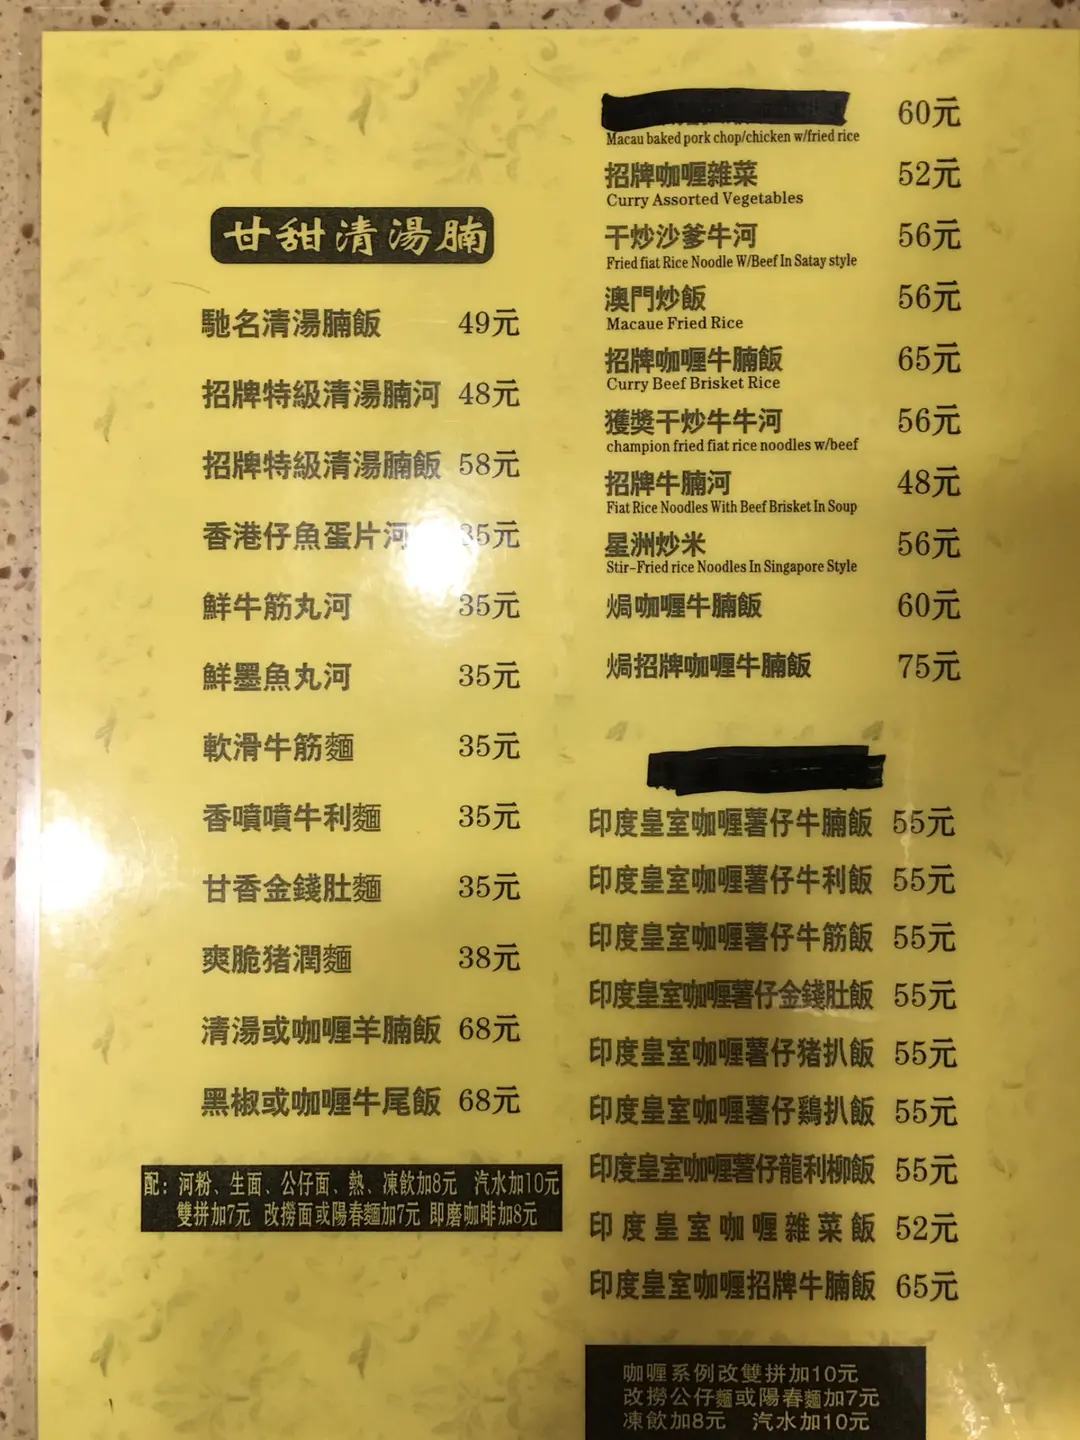 甘甜清湯腩
馳名清湯腩飯 49元
招牌特級清湯腩河 48元
招牌特級清湯腩飯 58元
香港仔魚蛋片河 35元
鮮牛筋丸河 35元
鮮墨魚丸河 35元
軟滑牛筋麵 35元
香噴噴牛利麵 35元
甘香金錢肚麵 35元
爽脆猪潤麵 38元
清湯或咖喱羊腩飯 68元
黑椒或咖喱牛尾飯 68元
配：河粉、生面、公仔面、熱、凍飲加8元 汽水加10元
雙拼加7元 改撈面或陽春麵加7元 即磨咖啡加8元
60元
Macau baked pork chop/chicken w/fried rice
招牌咖喱雜菜 52元
Curry Assorted Vegetables
干炒沙爹牛河 56元
Fried fiat Rice Noodle W/Beef In Satay style
澳門炒飯 56元
Macaue Fried Rice
招牌咖喱牛腩飯 65元
Curry Beef Brisket Rice
獲獎干炒牛牛河 56元
champion fried fiat rice noodles w/beef
招牌牛腩河 48元
Fiat Rice Noodles With Beef Brisket In Soup
星洲炒米 56元
Stir-Fried rice Noodles In Singapore Style
焗咖喱牛腩飯 60元
焗招牌咖喱牛腩飯 75元
印度皇室咖喱薯仔牛腩飯 55元
印度皇室咖喱薯仔牛利飯 55元
印度皇室咖喱薯仔牛筋飯 55元
印度皇室咖喱薯仔金錢肚飯 55元
印度皇室咖喱薯仔猪扒飯 55元
印度皇室咖喱薯仔鷄扒飯 55元
印度皇室咖喱薯仔龍利柳飯 55元
印度皇室咖喱雜菜飯 52元
印度皇室咖喱招牌牛腩飯 65元
咖喱系例改雙拼加10元
改撈公仔麵或陽春麵加7元
凍飲加8元 汽水加10元